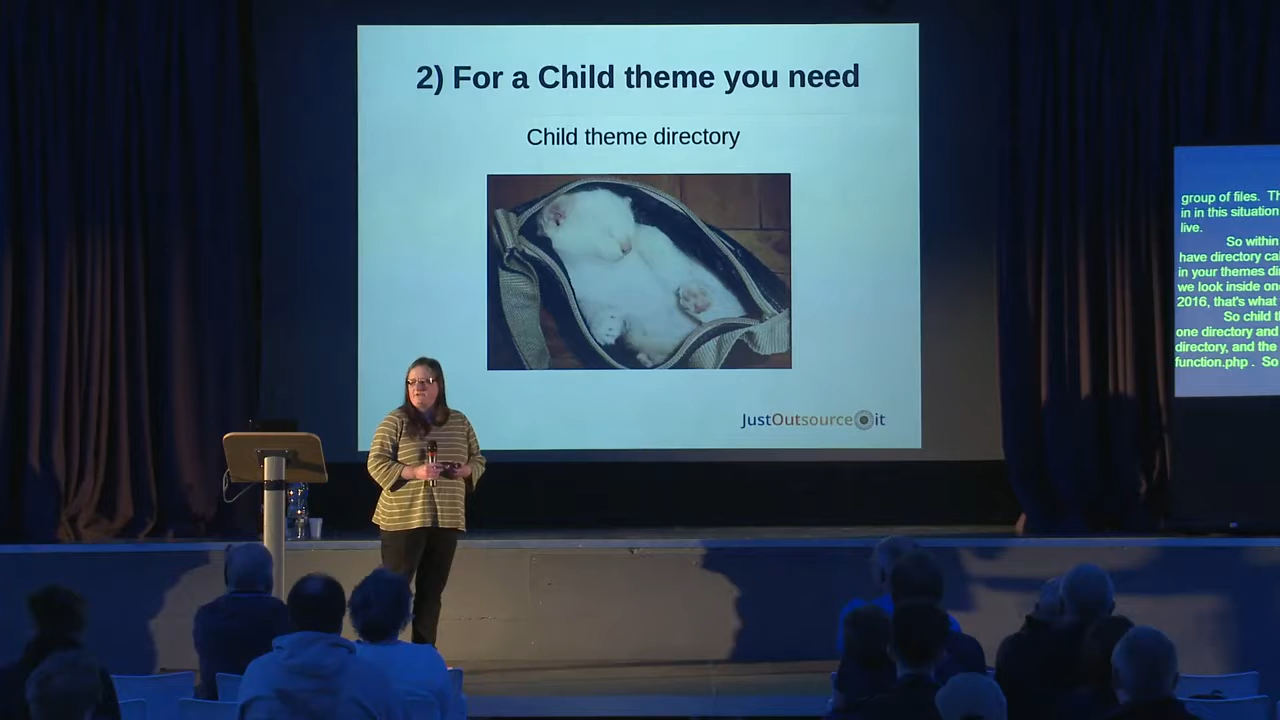 2) For a Child theme you need
Child theme directory
JustOutsource it
group of files. Th
in in this situation
live.
So within
have directory ca
in your themes di
we look inside on
2016, that's what
So child t
one directory and
directory, and the
function.php . So